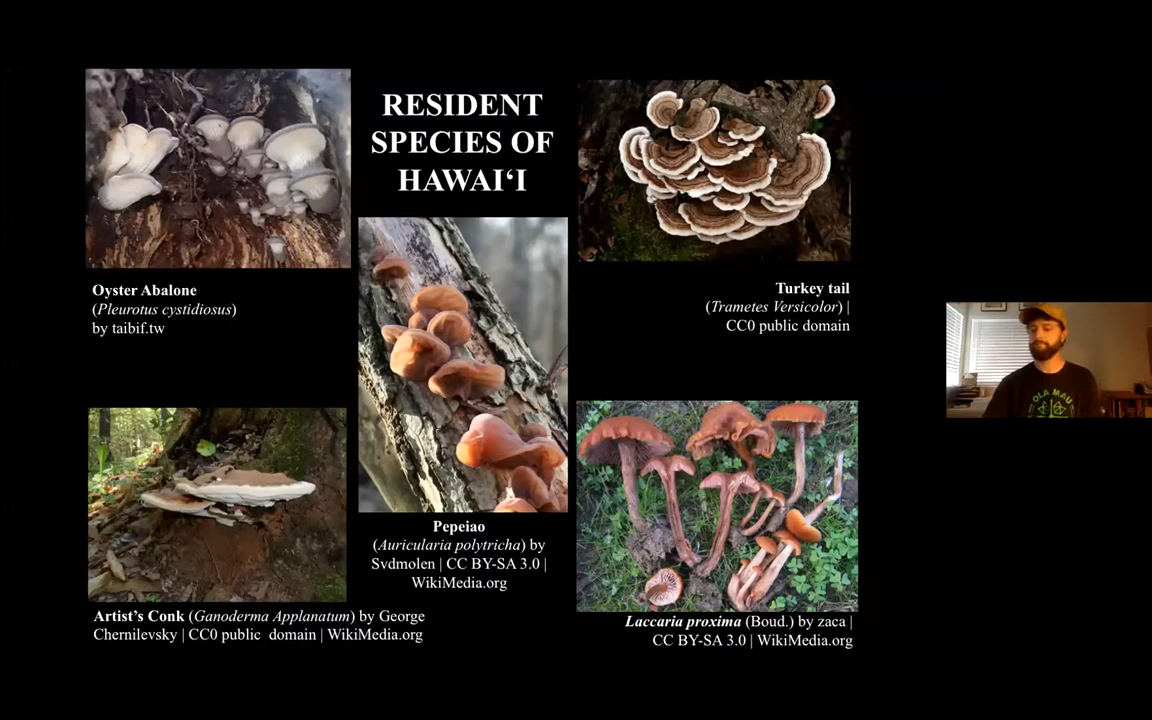 RESIDENT
SPECIES OF
HAWAI‘I
Oyster Abalone
(Pleurotus cystidiosus)
by taibif.tw
Turkey tail
(Trametes Versicolor) |
CC0 public domain
Pepeiao
(Auricularia polytricha) by
Svdmolen | CC BY-SA 3.0 |
WikiMedia.org
Artist’s Conk (Ganoderma Applanatum) by George
Chernilevsky | CC0 public domain | WikiMedia.org
Laccaria proxima (Boud.) by zaca |
CC BY-SA 3.0 | WikiMedia.org
OLA MAU